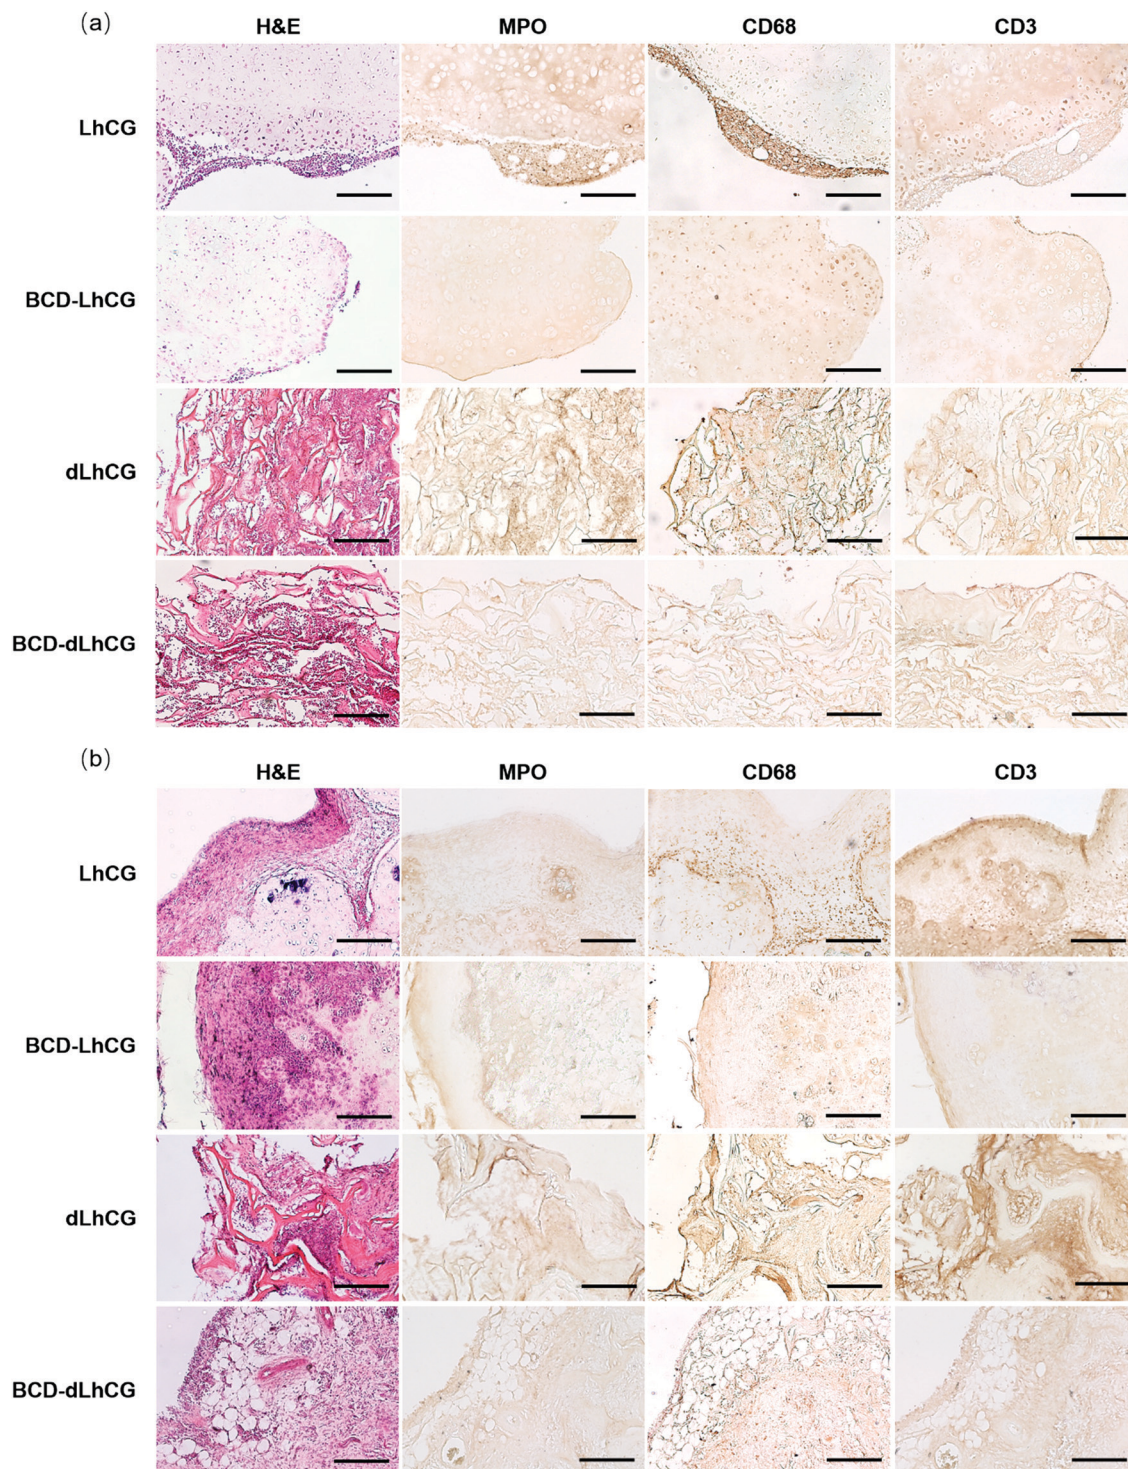 (a)
H&E MPO CD68 CD3
LhCG
BCD-LhCG
dLhCG
BCD-dLhCG
(b)
H&E MPO CD68 CD3
LhCG
BCD-LhCG
dLhCG
BCD-dLhCG